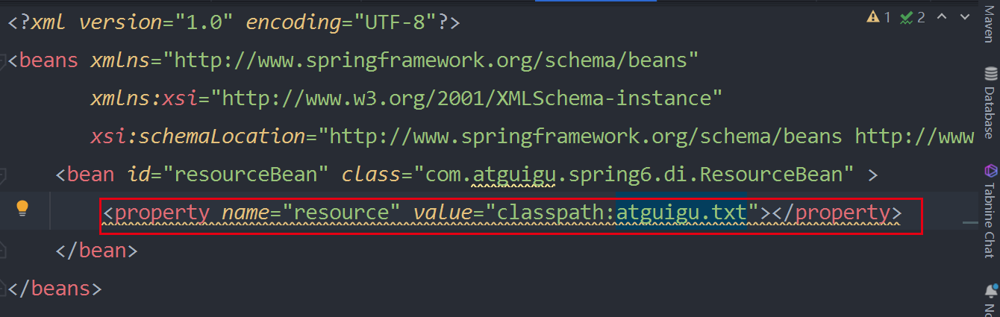 <?xml version="1.0" encoding="UTF-8"?>
1 2
<beans xmlns="http://www.springframework.org/schema/beans"
xmlns:xsi="http://www.w3.org/2001/XMLSchema-instance"
xsi:schemaLocation="http://www.springframework.org/schema/beans http://www
<bean id="resourceBean" class="com.atguigu.spring6.di.ResourceBean" >
<property name="resource" value="classpath:atguigu.txt"></property>
</bean>
</beans>
Maven
Database
Tabnine Chat
No